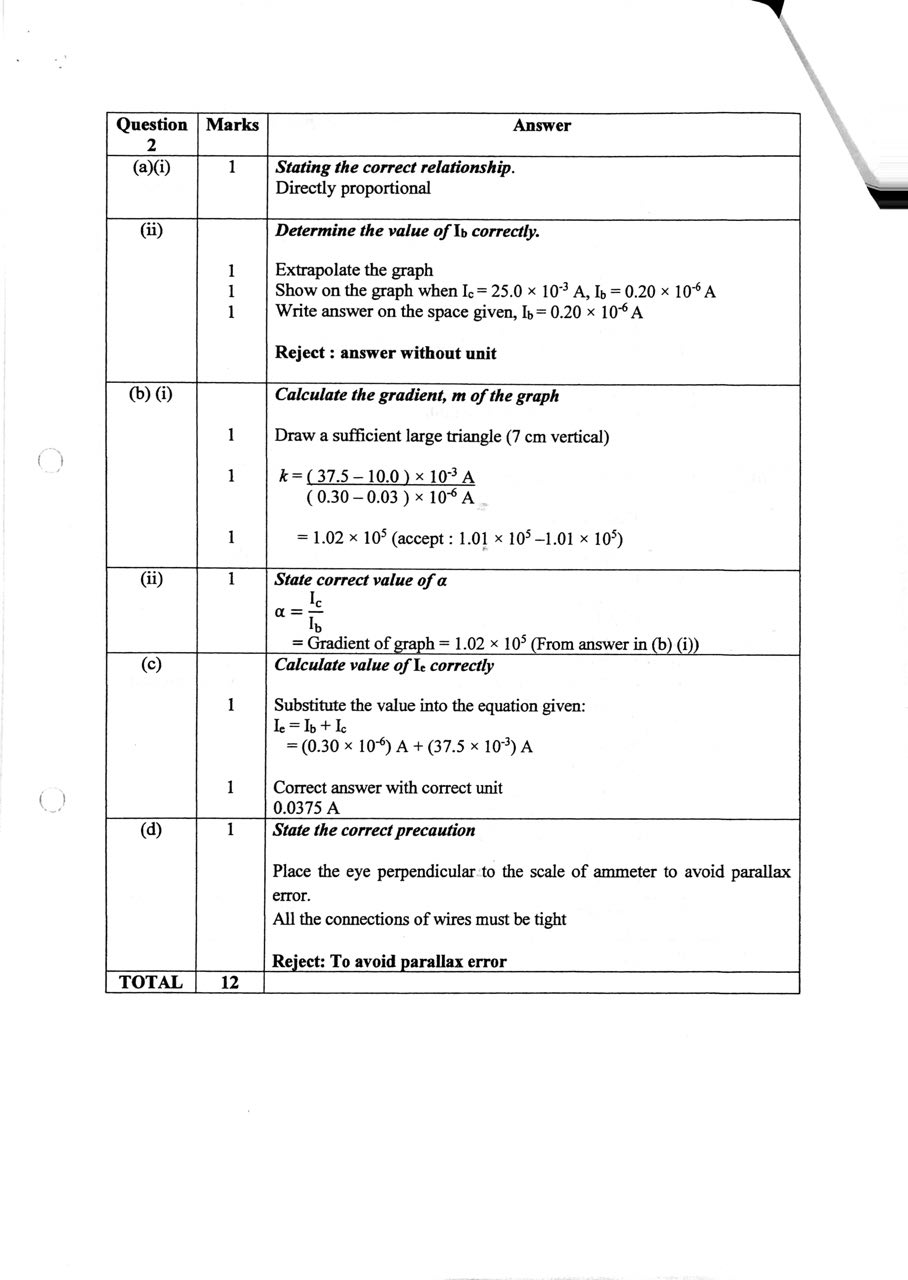 Question 2 Marks Answer
(a)(i) 1 Stating the correct relationship.
Directly proportional
(ii) Determine the value of Ib correctly.
1 Extrapolate the graph
1 Show on the graph when Ic = 25.0 × 10⁻³ A, Ib = 0.20 × 10⁻⁶ A
1 Write answer on the space given, Ib = 0.20 × 10⁻⁶ A
Reject : answer without unit
(b) (i) Calculate the gradient, m of the graph
1 Draw a sufficient large triangle (7 cm vertical)
1 k = ( 37.5 – 10.0 ) × 10⁻³ A
( 0.30 – 0.03 ) × 10⁻⁶ A
1 = 1.02 × 10⁵ (accept : 1.01 × 10⁵ –1.01 × 10⁵)
(ii) 1 State correct value of α
α = Ic
Ib
= Gradient of graph = 1.02 × 10⁵ (From answer in (b) (i))
(c) Calculate value of Ie correctly
1 Substitute the value into the equation given:
Ie = Ib + Ic
= (0.30 × 10⁻⁶) A + (37.5 × 10⁻³) A
1 Correct answer with correct unit
0.0375 A
(d) 1 State the correct precaution
Place the eye perpendicular to the scale of ammeter to avoid parallax
error.
All the connections of wires must be tight
Reject: To avoid parallax error
TOTAL 12